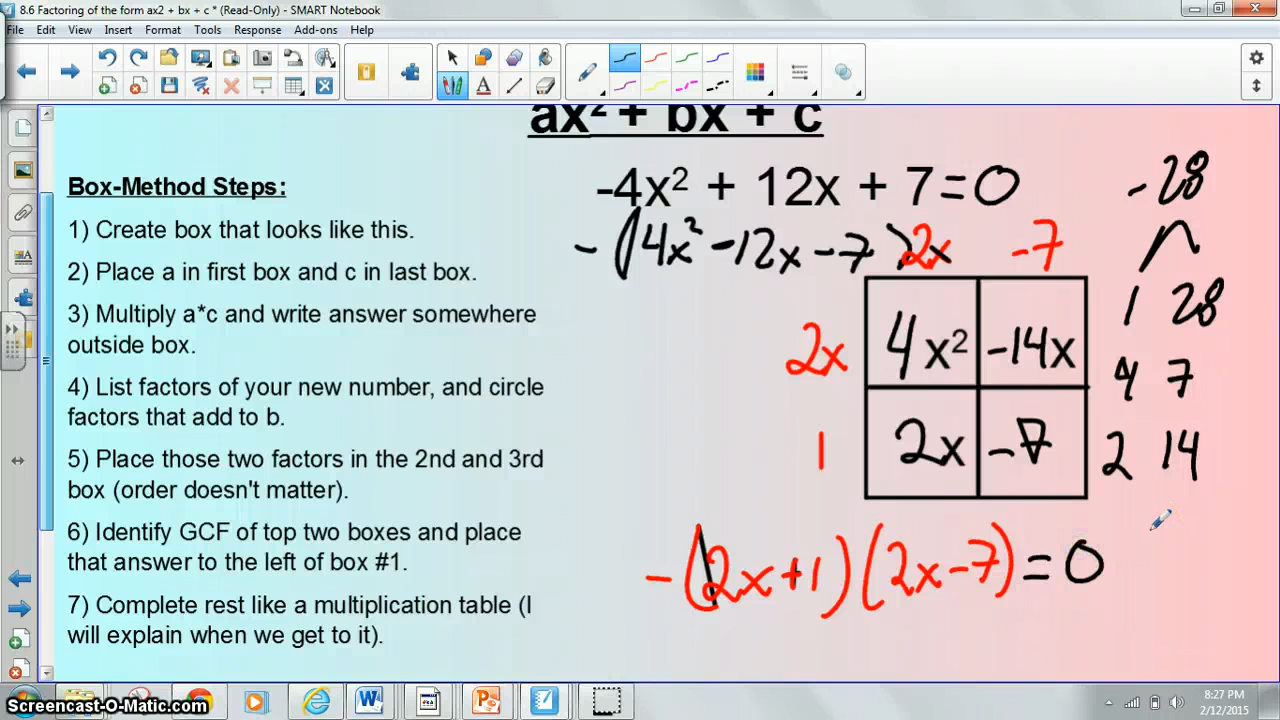 8.6 Factoring of the form ax2 + bx + c * (Read-Only) - SMART Notebook
File Edit View Insert Format Tools Response Add-ons Help
ax² + bx + c
Box-Method Steps:
1) Create box that looks like this.
2) Place a in first box and c in last box.
3) Multiply a*c and write answer somewhere
outside box.
4) List factors of your new number, and circle
factors that add to b.
5) Place those two factors in the 2nd and 3rd
box (order doesn't matter).
6) Identify GCF of top two boxes and place
that answer to the left of box #1.
7) Complete rest like a multiplication table (I
will explain when we get to it).
-4x² + 12x + 7 = 0
-(4x² - 12x - 7)
2x -7
2x 4x² -14x
1 2x -7
-28
1 28
4 7
2 14
-(2x+1)(2x-7) = 0
Screencast-O-Matic.com
8:27 PM
2/12/2015